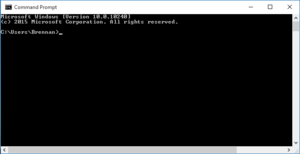 Command Prompt
Microsoft Windows [Version 10.0.10240]
(c) 2015 Microsoft Corporation. All rights reserved.
C:\Users\Brennan>_